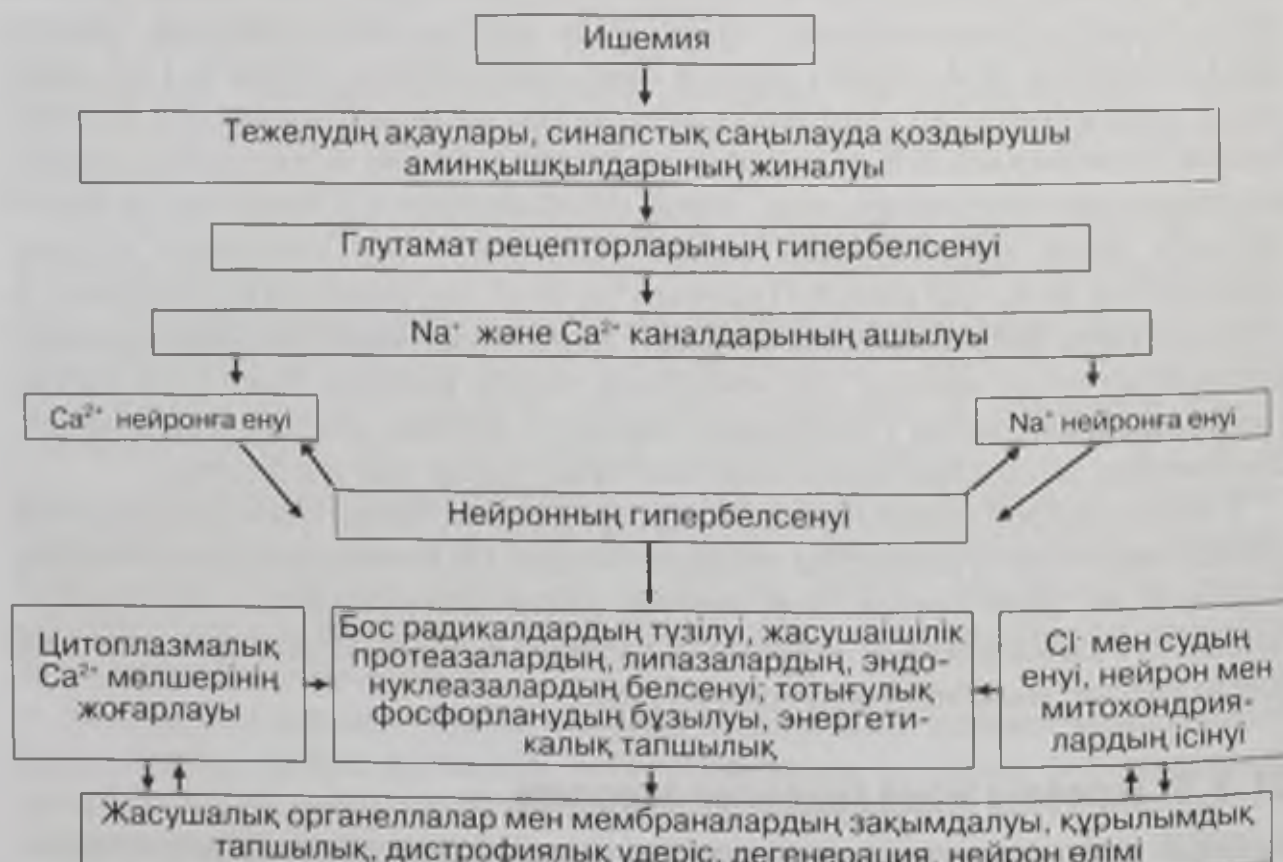 Ишемия
Тежелудің ақаулары, синапстық саңылауда қоздырушы
аминқышқылдарының жиналуы
Глутамат рецепторларының гипербелсенуі
Na⁺ және Ca²⁺ каналдарының ашылуы
Ca²⁺ нейронға енуі
Na⁺ нейронға енуі
Нейронның гипербелсенуі
Цитоплазмалық
Ca²⁺ мөлшерінің
жоғарлауы
Бос радикалдардың түзілуі, жасушаішілік
протеазалардың, липазалардың, эндо-
нуклеазалардың белсенуі; тотығулық
фосфорланудың бұзылуы, энергети-
калық тапшылық
Cl⁻ мен судың
енуі, нейрон мен
митохондрия-
лардың ісінуі
Жасушалық органеллалар мен мембраналардың зақымдалуы, құрылымдық
тапшылық, дистрофиялық үдеріс, дегенерация, нейрон өлімі